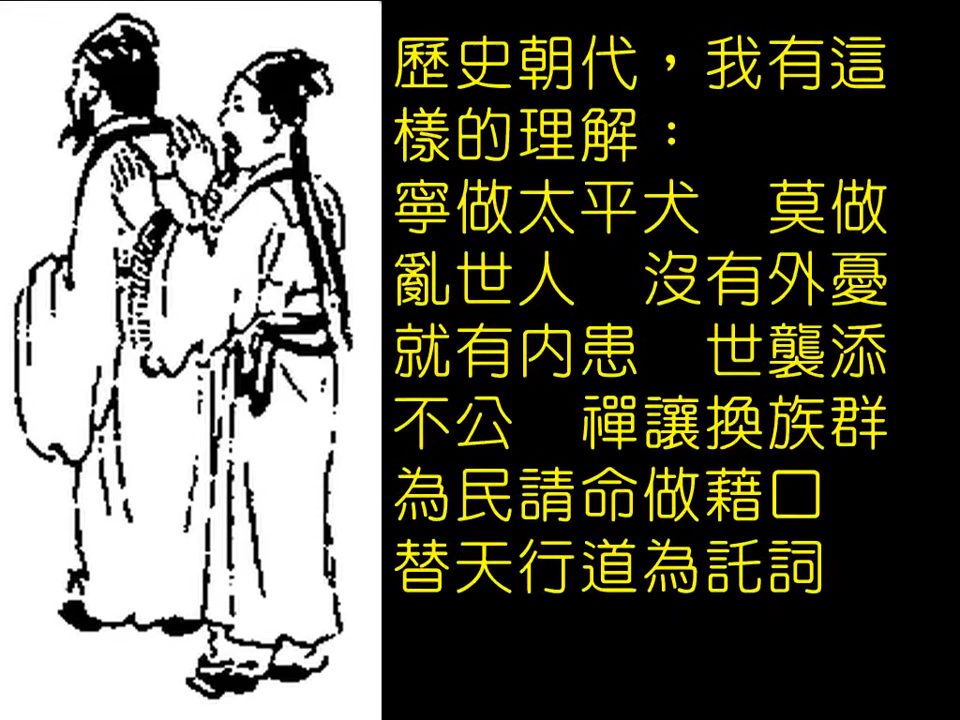 歷史朝代，我有這
樣的理解：
寧做太平犬　莫做
亂世人　沒有外憂
就有內患　世襲添
不公　禪讓換族群
為民請命做藉口
替天行道為託詞